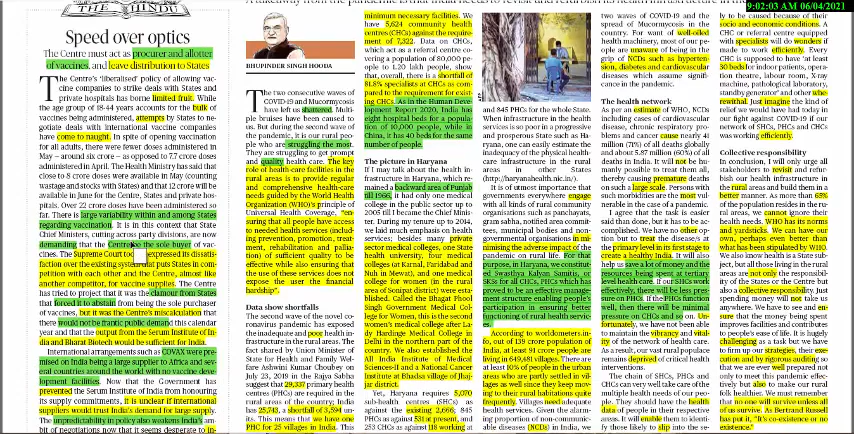 9:02:03 AM 06/04/2021
THE HINDU
Speed over optics
The Centre must act as procurer and allotter
of vaccines, and leave distribution to States
The Centre's 'liberalised' policy of allowing vac-
cine companies to strike deals with States and
private hospitals has borne limited fruit. While
the age group of 18-44 years accounts for the bulk of
vaccines being administered, attempts by States to ne-
gotiate deals with international vaccine companies
have come to naught. In spite of opening vaccination
for all adults, there were fewer doses administered in
May – around six crore – as opposed to 7.7 crore doses
administered in April. The Health Ministry has said that
close to 8 crore doses were available in May (counting
wastage and stocks with States) and that 12 crore will be
available in June for the Centre, States and private hos-
pitals. Over 22 crore doses have been administered so
far. There is large variability within and among States
regarding vaccination. It is in this context that State
Chief Ministers, cutting across party divisions, are now
demanding that the Centre be the sole buyer of vac-
cines. The Supreme Court too expressed its dissatis-
faction over the existing system that puts States in com-
petition with each other and the Centre, almost like
another competitor, for vaccine supplies. The Centre
has tried to project that it was the clamour from States
that forced it to abstain from being the sole purchaser
of vaccines, but it was the Centre's miscalculation that
there would not be frantic public demand this calendar
year and that the output from the Serum Institute of In-
dia and Bharat Biotech would be sufficient for India.
International arrangements such as COVAX were pre-
mised on India being a large supplier to Africa and sev-
eral countries around the world with no vaccine deve-
lopment facilities. Now that the Government has
prevented the Serum Institute of India from honouring
its supply commitments, it is unclear if international
suppliers would trust India's demand for large supply.
The unpredictability in policy also weakens India's am-
bit of negotiations now that it seems desperate to in-
BHUPINDER SINGH HOODA
The two consecutive waves of
COVID-19 and Mucormycosis
have left us shattered. Multi-
ple bruises have been caused to
us. But during the second wave of
the pandemic, it is our rural peo-
ple who are struggling the most.
They are struggling to get prompt
and quality health care. The key
role of health-care facilities in the
rural areas is to provide regular
and comprehensive health-care
needs guided by the World Health
Organization (WHO)'s principle of
Universal Health Coverage, "en-
suring that all people have access
to needed health services (includ-
ing prevention, promotion, treat-
ment, rehabilitation and pallia-
tion) of sufficient quality to be
effective while also ensuring that
the use of these services does not
expose the user the financial
hardship".
Data show shortfalls
The second wave of the novel co-
ronavirus pandemic has exposed
the inadequate and poor health in-
frastructure in the rural areas. The
fact shared by Union Minister of
State for Health and Family Wel-
fare Ashwini Kumar Choubey on
July 23, 2019 in the Rajya Sabha
suggest that 29,337 primary health
centres (PHCs) are required in the
rural areas of the country; India
has 25,743, a shortfall of 3,594 un-
its. This means that we have one
PHC for 25 villages in India. This
minimum necessary facilities. We
have 5,624 community health
centres (CHCs) against the require-
ment of 7,322. Data on CHCs,
which act as a referral centre co-
vering a population of 80,000 peo-
ple to 1.20 lakh people, show
that, overall, there is a shortfall of
81.8% specialists at CHCs as com-
pared to the requirement for exist-
ing CHCs. As in the Human Deve-
lopment Report 2020, India has
eight hospital beds for a popula-
tion of 10,000 people, while in
China, it has 40 beds for the same
number of people.
The picture in Haryana
If I may talk about the health in-
frastructure in Haryana, which re-
mained a backward area of Punjab
till 1966, it had only one medical
college in the public sector up to
2005 till I became the Chief Minis-
ter. During my tenure up to 2014,
we laid much emphasis on health
services; besides many private
sector medical colleges, one State
health university, four medical
colleges (at Karnal, Faridabad and
Nuh in Mewat), and one medical
college for women (in the rural
area of Sonipat district) were esta-
blished. Called the Bhagat Phool
Singh Government Medical Col-
lege for Women, this is the second
women's medical college after La-
dy Hardinge Medical College in
Delhi in the northern part of the
country. We also established the
All India Institute of Medical
Sciences-II and a National Cancer
Institute at Bhadsa village of Jhaj-
jar district.
Yet, Haryana requires 5,070
sub-health centres (SHCs) as
against the existing 2,666; 845
PHCs as against 531 at present, and
253 CHCs as against 118 working at
and 845 PHCs for the whole State.
When infrastructure in the health
services is so poor in a progressive
and prosperous State such as Ha-
ryana, one can easily estimate the
inadequacy of the physical health-
care infrastructure in the rural
areas in other States
(http://haryanahealth.nic.in/).
It is of utmost importance that
governments everywhere engage
with all kinds of rural community
organisations such as panchayats,
gram sabha, notified area commit-
tees, municipal bodies and non-
governmental organisations in mi-
nimising the adverse impact of the
pandemic on rural life. For that
purpose, in Haryana, we constitut-
ed Swasthya Kalyan Samitis, or
SKSs for all CHCs, PHCs which has
proved to be an effective manage-
ment structure enabling people's
participation in ensuring better
functioning of rural health servic-
es.
According to worldometers.in-
fo, out of 139 crore population of
India, at least 91 crore people are
living in 649,481 villages. There are
at least 10% of people in the urban
areas who are partly settled in vil-
lages as well since they keep mov-
ing to their rural habitations quite
frequently. Villages need adequate
health services. Given the alarm-
ing proportion of non-communic-
able diseases (NCDs) in India, we
two waves of COVID-19 and the
spread of Mucormycosis in the
country. For want of well-oiled
health machinery, most of our peo-
ple are unaware of being in the
grip of NCDs such as hyperten-
sion, diabetes and cardiovascular
diseases which assume signifi-
cance in the pandemic.
The health network
As per an estimate of WHO, NCDs
including cases of cardiovascular
disease, chronic respiratory pro-
blems and cancer cause nearly 41
million (71%) of all deaths globally
and about 5.87 million (60%) of all
deaths in India. It will not be hu-
manly possible to treat them all,
thereby causing premature deaths
on such a large scale. Persons with
such morbidities are the most vul-
nerable in the case of a pandemic.
I agree that the task is easier
said than done, but it has to be ac-
complished. We have no other op-
tion but to treat the disease/s at
the primary level in its first stage to
create a healthy India. It will also
help us save a lot of money and the
resources being spent at tertiary
level health care. If our SHCs work
effectively, there will be less pres-
sure on PHCs. If the PHCs function
well, then there will be minimal
pressure on CHCs and so on. Un-
fortunately, we have not been able
to maintain the vibrancy and vital-
ity of the network of health care.
As a result, our vast rural populace
remains deprived of critical health
interventions.
The chain of SHCs, PHCs and
CHCs can very well take care of the
multiple health needs of our peo-
ple. They should have the health
data of people in their respective
areas. It will enable them to identi-
fy those likely to slip into the se-
ly to be caused because of their
socio and economic conditions. A
CHC or referral centre equipped
with specialists will do wonders if
made to work efficiently. Every
CHC is supposed to have 'at least
30 beds for indoor patients, opera-
tion theatre, labour room, X-ray
machine, pathological laboratory,
standby generator' and other whe-
rewithal. Just imagine the kind of
relief we would have had today in
our fight against COVID-19 if our
network of SHCs, PHCs and CHCs
was working efficiently.
Collective responsibility
In conclusion, I will only urge all
stakeholders to revisit and refur-
bish our health infrastructure in
the rural areas and build them in a
better manner. As more than 65%
of the population resides in the ru-
ral areas, we cannot ignore their
health needs. WHO has its norms
and yardsticks. We can have our
own, perhaps even better than
what has been stipulated by WHO.
We also know health is a State sub-
ject, but all those living in the rural
areas are not only the responsibil-
ity of the States or the Centre but
also a collective responsibility. Just
spending money will not take us
anywhere. We have to see and en-
sure that the money being spent
improves facilities and contributes
to people's ease of life. It is hugely
challenging as a task but we have
to firm up our strategies, their exe-
cution and by rigorous auditing so
that we are ever well prepared not
only to meet this pandemic effec-
tively but also to make our rural
folk healthy. We must remember
that no one will survive unless all
of us survive. As Bertrand Russell
has put it, "It's co-existence or no
existence".